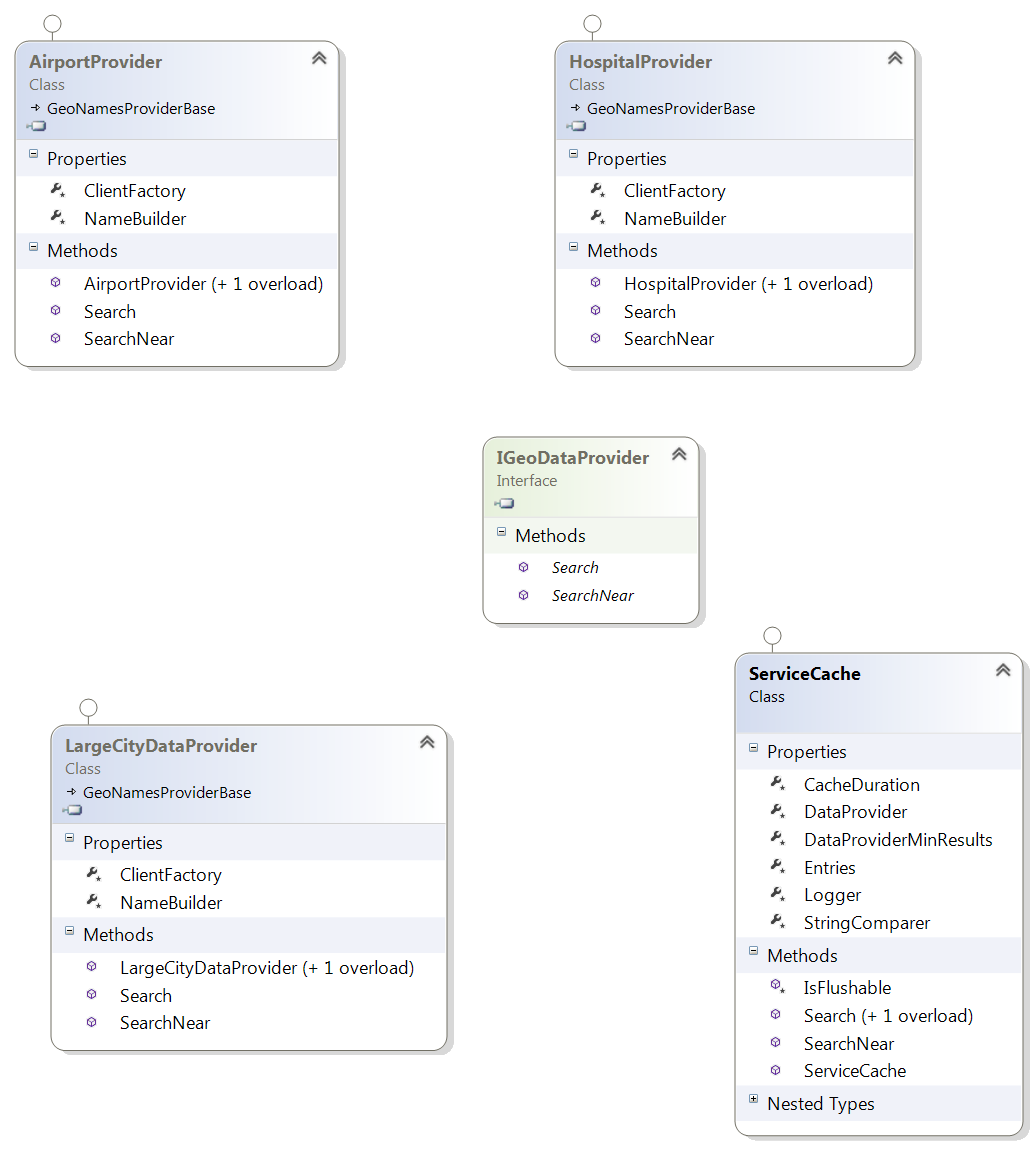 AirportProvider
Class
GeoNamesProviderBase
Properties
ClientFactory
NameBuilder
Methods
AirportProvider (+ 1 overload)
Search
SearchNear
HospitalProvider
Class
GeoNamesProviderBase
Properties
ClientFactory
NameBuilder
Methods
HospitalProvider (+ 1 overload)
Search
SearchNear
IGeoDataProvider
Interface
Methods
Search
SearchNear
LargeCityDataProvider
Class
GeoNamesProviderBase
Properties
ClientFactory
NameBuilder
Methods
LargeCityDataProvider (+ 1 overload)
Search
SearchNear
ServiceCache
Class
Properties
CacheDuration
DataProvider
DataProviderMinResults
Entries
Logger
StringComparer
Methods
IsFlushable
Search (+ 1 overload)
SearchNear
ServiceCache
Nested Types